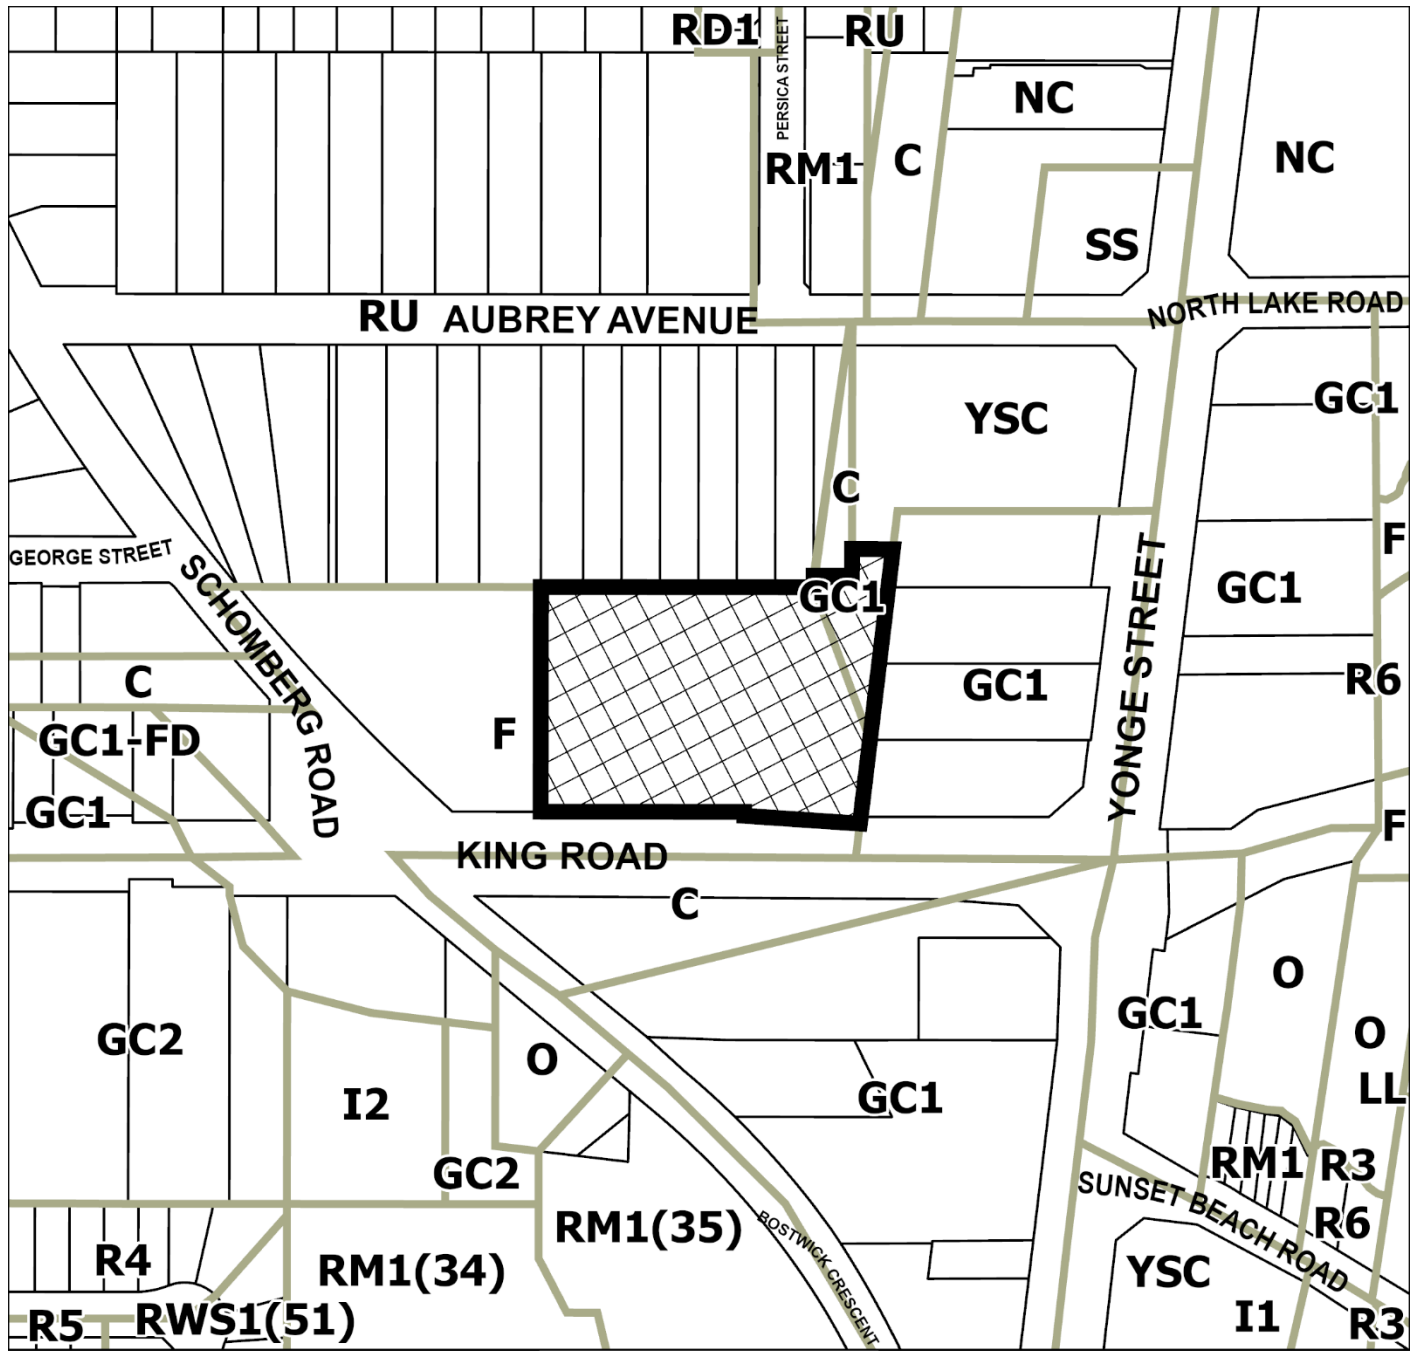 RD1
PERSICA STREET
RU
NC
NC
RM1
C
SS
RU
AUBREY AVENUE
NORTH LAKE ROAD
GC1
YSC
C
F
GEORGE STREET
SCHOMBERG ROAD
GC1
GC1
YONGE STREET
C
GC1
R6
GC1-FD
F
GC1
F
KING ROAD
C
O
GC1
O
GC2
O
I2
GC1
LL
GC2
RM1
R3
SUNSET BEACH ROAD
RM1(35)
BOSTWICK CRESCENT
R6
R4
RM1(34)
YSC
R5
RWS1(51)
I1
R3